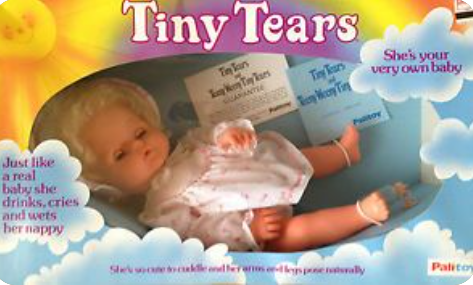 Tiny Tears
She's your
very own baby
Tiny Tears
and
Teeny Weeny Tiny Tears
GUARANTEE
Palitoy
Tiny Tears
and
Teeny Weeny Tiny
Palitoy
Just like
a real
baby she
drinks, cries
and wets
her nappy
She's so cute to cuddle and her arms and legs pose naturally
Palitoy